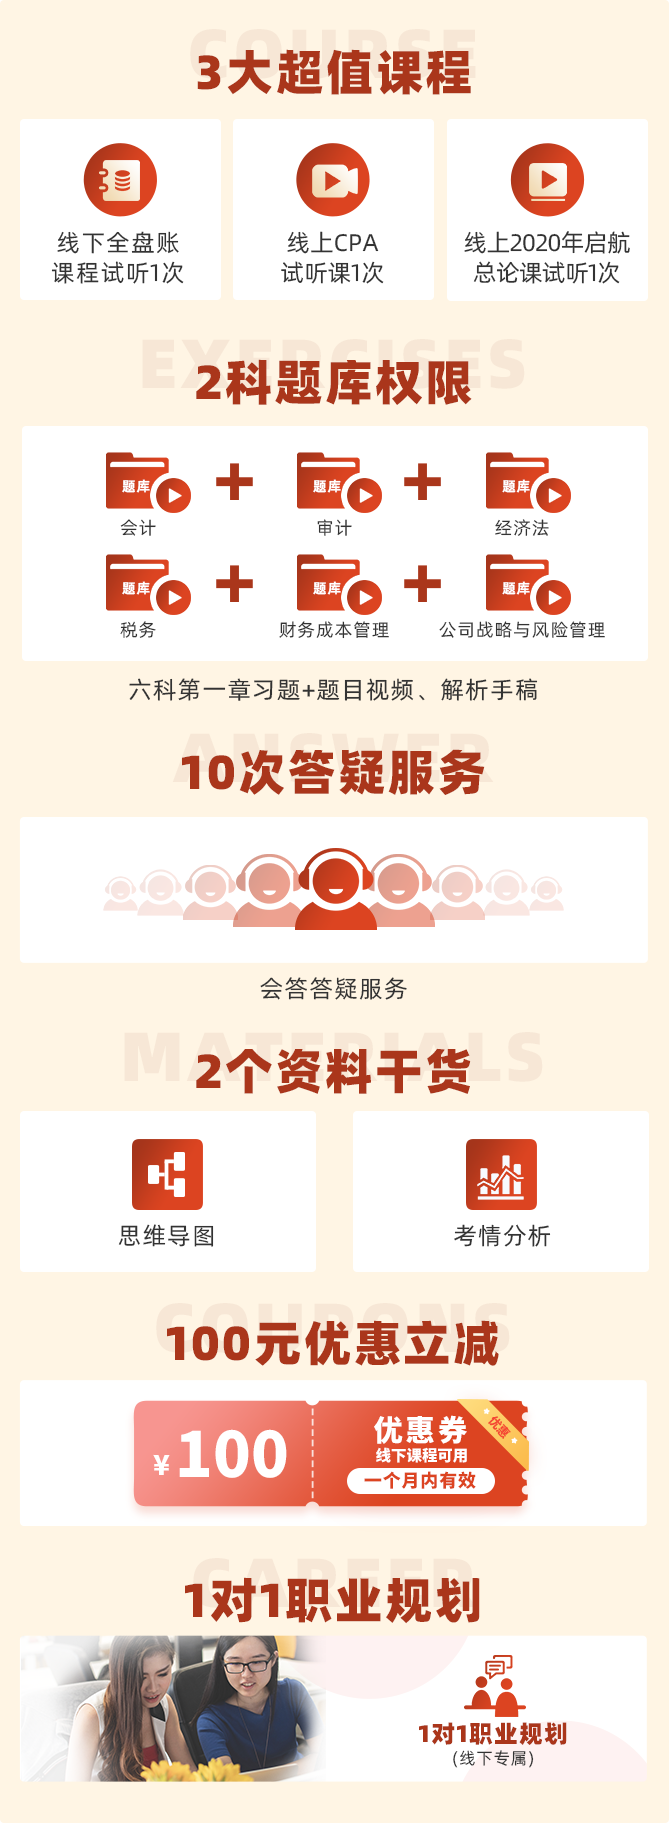 COURSE
3大超值课程
线下全盘账
课程试听1次
线上CPA
试听课1次
线上2020年启航
总论课试听1次
EXERCISES
2科题库权限
题库
题库
题库
会计
审计
经济法
题库
题库
题库
税务
财务成本管理
公司战略与风险管理
六科第一章习题+题目视频、解析手稿
ANSWER
10次答疑服务
会答答疑服务
MATERIALS
2个资料干货
思维导图
考情分析
COUPONS
100元优惠立减
¥100
优惠券
线下课程可用
一个月内有效
优惠
CAREER
1对1职业规划
1对1职业规划
(线下专属)